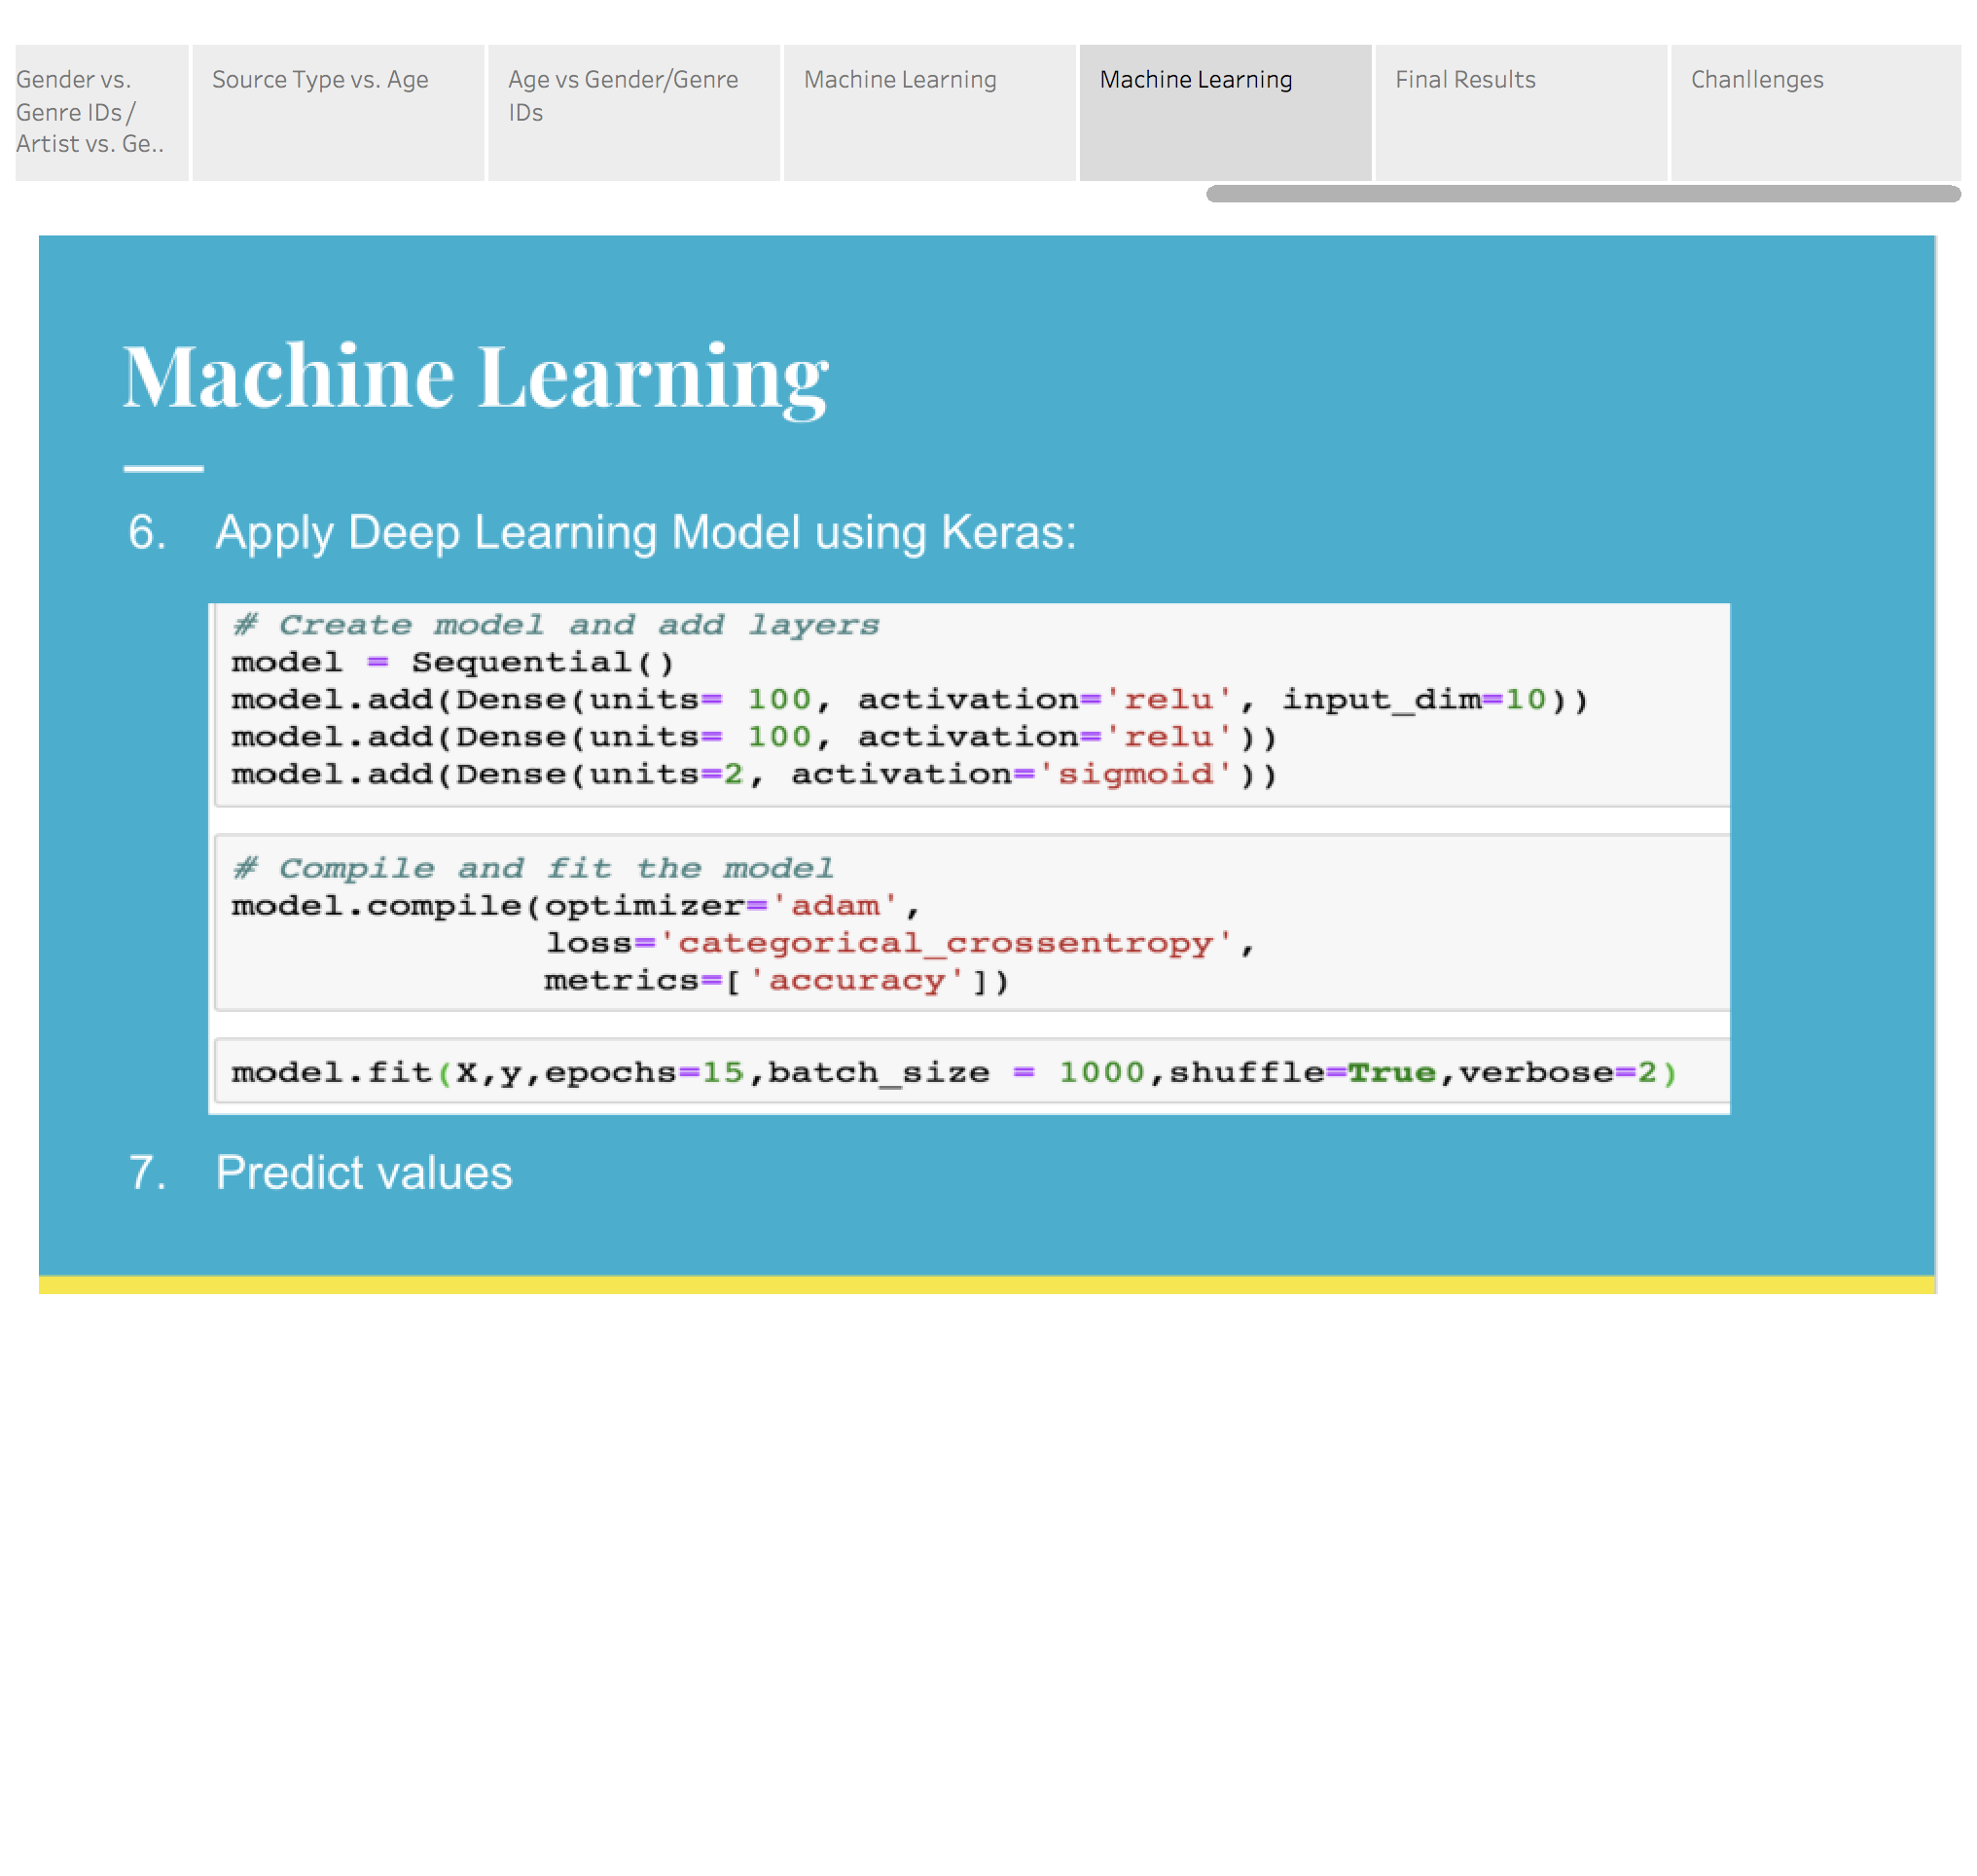 Gender vs.
Genre IDs/
Artist vs. Ge..
Source Type vs. Age
Age vs Gender/Genre
IDs
Machine Learning
Machine Learning
Final Results
Chanllenges
Machine Learning
6. Apply Deep Learning Model using Keras:
# Create model and add layers
model = Sequential()
model.add(Dense(units= 100, activation='relu', input_dim=10))
model.add(Dense(units= 100, activation='relu'))
model.add(Dense(units=2, activation='sigmoid'))
# Compile and fit the model
model.compile(optimizer='adam',
loss='categorical_crossentropy',
metrics=['accuracy'])
model.fit(X,y,epochs=15,batch_size = 1000,shuffle=True,verbose=2)
7. Predict values